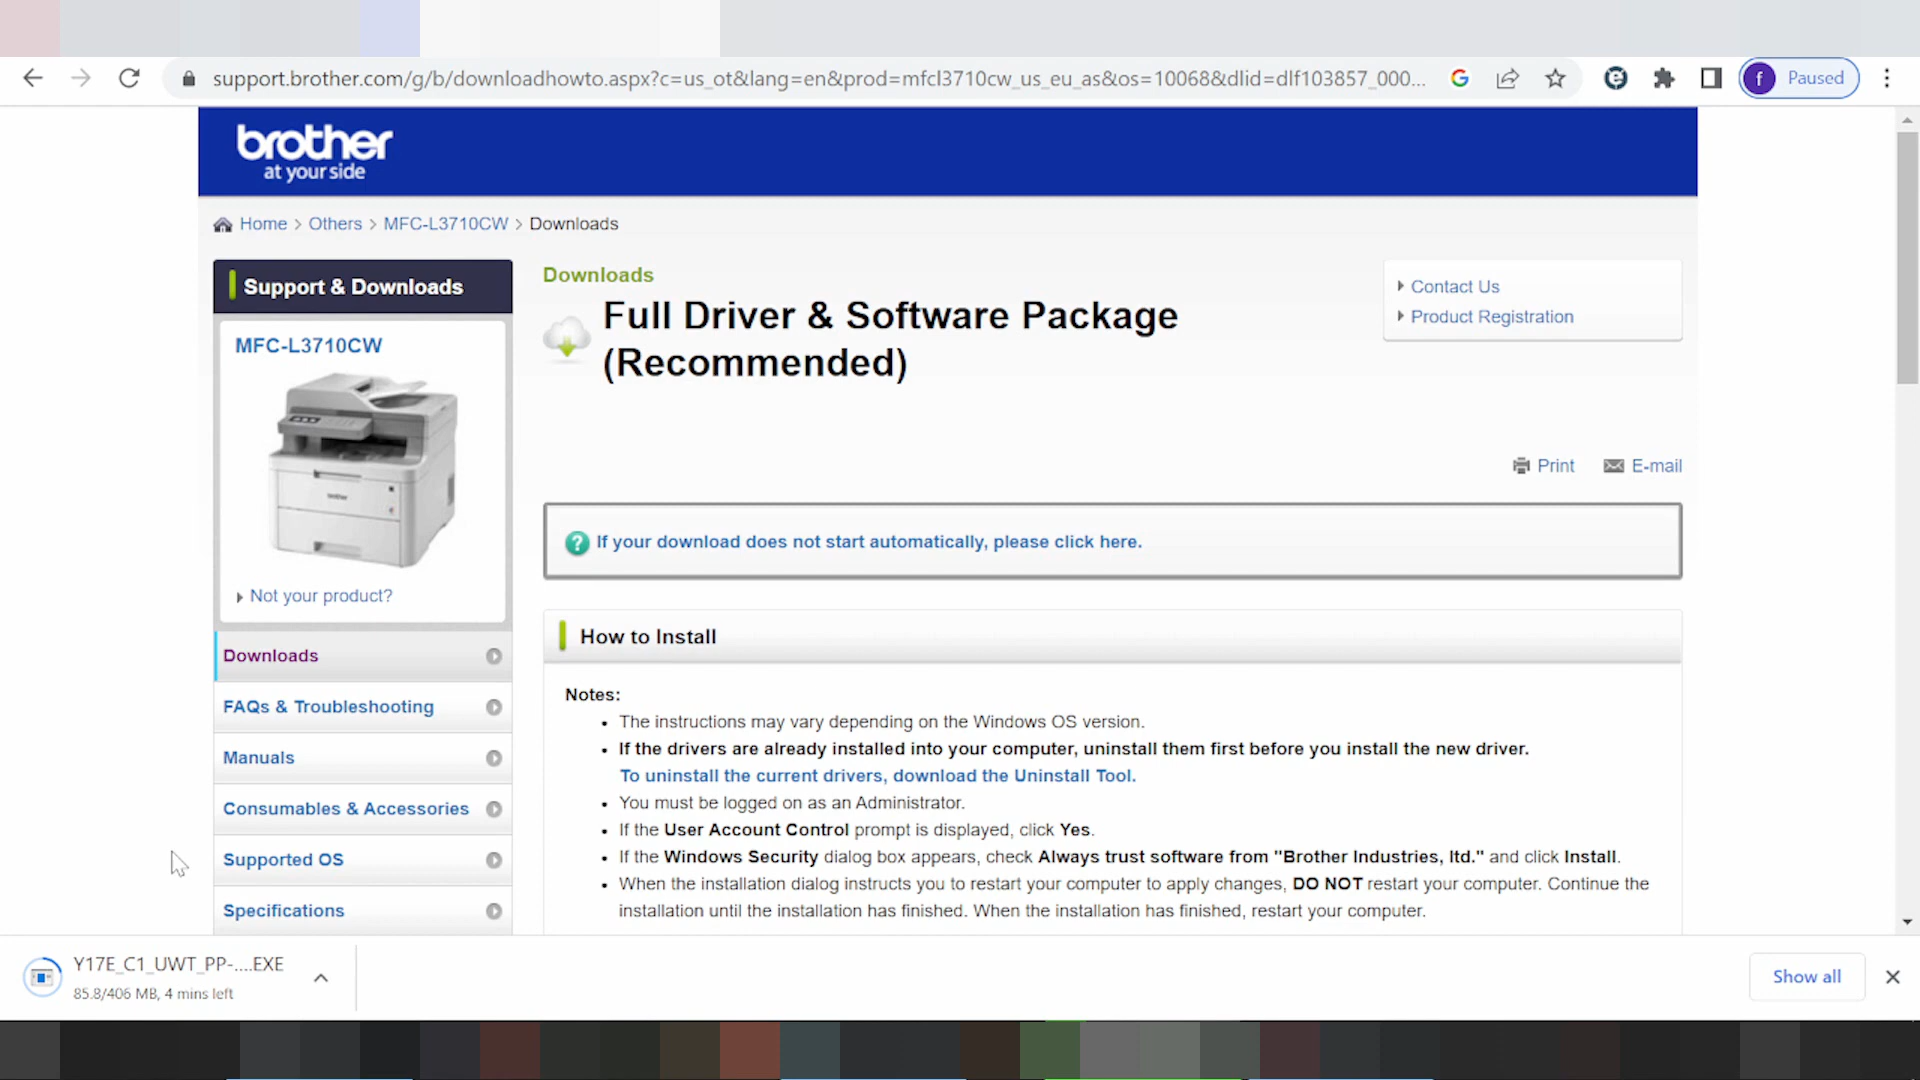 support.brother.com/g/b/downloadhowto.aspx?c=us_ot&lang=en&prod=mfcl3710cw_us_eu_as&os=10068&dlid=dlf103857_000...
f Paused
brother
at your side
Home > Others > MFC-L3710CW > Downloads
Support & Downloads
MFC-L3710CW
Not your product?
Downloads
FAQs & Troubleshooting
Manuals
Consumables & Accessories
Supported OS
Specifications
Downloads
Full Driver & Software Package
(Recommended)
Contact Us
Product Registration
Print
E-mail
If your download does not start automatically, please click here.
How to Install
Notes:
• The instructions may vary depending on the Windows OS version.
• If the drivers are already installed into your computer, uninstall them first before you install the new driver.
To uninstall the current drivers, download the Uninstall Tool.
• You must be logged on as an Administrator.
• If the User Account Control prompt is displayed, click Yes.
• If the Windows Security dialog box appears, check Always trust software from "Brother Industries, ltd." and click Install.
• When the installation dialog instructs you to restart your computer to apply changes, DO NOT restart your computer. Continue the
installation until the installation has finished. When the installation has finished, restart your computer.
Y17E_C1_UWT_PP-....EXE
85.8/406 MB, 4 mins left
Show all